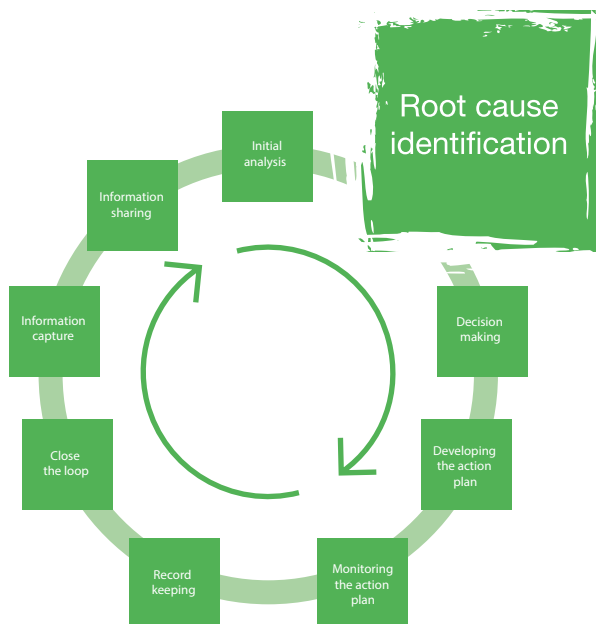 Root cause
identification
Initial
analysis
Information
sharing
Information
capture
Decision
making
Close
the loop
Developing
the action
plan
Record
keeping
Monitoring
the action
plan